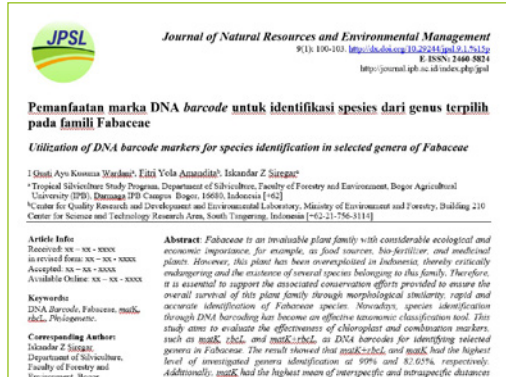 JPSL
Journal of Natural Resources and Environmental Management
9(1): 100-103. http://dx.doi.org/10.29244/jpsl.9.1.%15p
E-ISSN: 2460-5824
http://journal.ipb.ac.id/index.php/jpsl
Pemanfaatan marka DNA barcode untuk identifikasi spesies dari genus terpilih
pada famili Fabaceae
Utilization of DNA barcode markers for species identification in selected genera of Fabaceae
I Gusti Ayu Kusuma Wardaniᵃ, Fitri Yola Amanditaᵇ, Iskandar Z Siregarᵃ
ᵃ Tropical Silviculture Study Program, Department of Silviculture, Faculty of Forestry and Environment, Bogor Agricultural
University (IPB), Darmaga IPB Campus Bogor, 16680, Indonesia [+62]
ᵇ Center for Quality Research and Development and Environmental Laboratory, Ministry of Environment and Forestry, Building 210
Center for Science and Technology Research Area, South Tangerang, Indonesia [+62-21-756-3114]
Article Info:
Received: xx – xx - xxxx
in revised form: xx – xx - xxxx
Accepted: xx – xx - xxxx
Available Online: xx – xx - xxxx
Keywords:
DNA Barcode, Fabaceae, matK,
rbcL, Phylogenetic.
Corresponding Author:
Iskandar Z Siregar
Department of Silviculture,
Faculty of Forestry and
Environment, Bogor
Abstract: Fabaceae is an invaluable plant family with considerable ecological and
economic importance, for example, as food sources, bio-fertilizer, and medicinal
plants. However, this plant has been overexploited in Indonesia, thereby critically
endangering and the existence of several species belonging to this family. Therefore,
it is essential to support the associated conservation efforts provided to ensure the
overall survival of this plant family through morphological similarity, rapid and
accurate identification of Fabaceae species. Nowadays, species identification
through DNA barcoding has become an effective taxonomic classification tool. This
study aims to evaluate the effectiveness of chloroplast and combination markers,
such as matK, rbcL, and matK+rbcL, as DNA barcodes for identifying selected
genera in Fabaceae. The result showed that matK+rbcL and matK had the highest
level of investigated genera identification at 90% and 82.05%, respectively.
Additionally, matK had the highest mean of interspecific and intraspecific distances